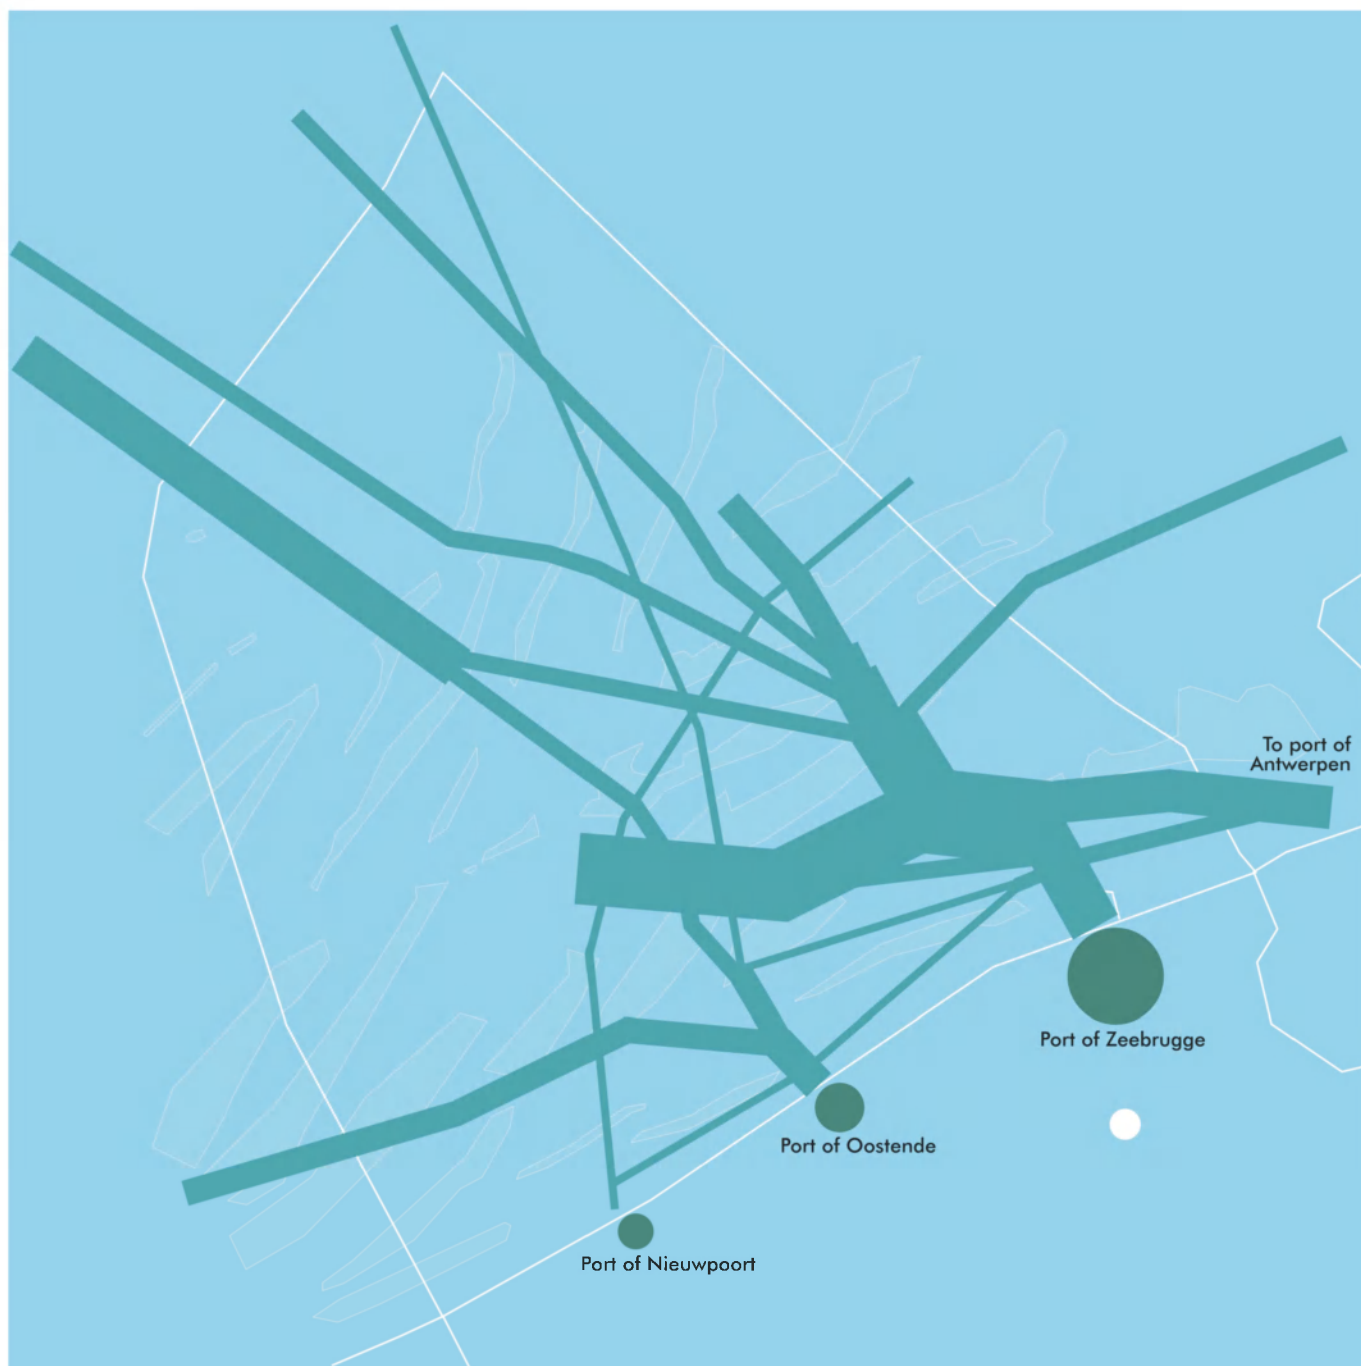 To port of
Antwerpen
Port of Zeebrugge
Port of Oostende
Port of Nieuwpoort